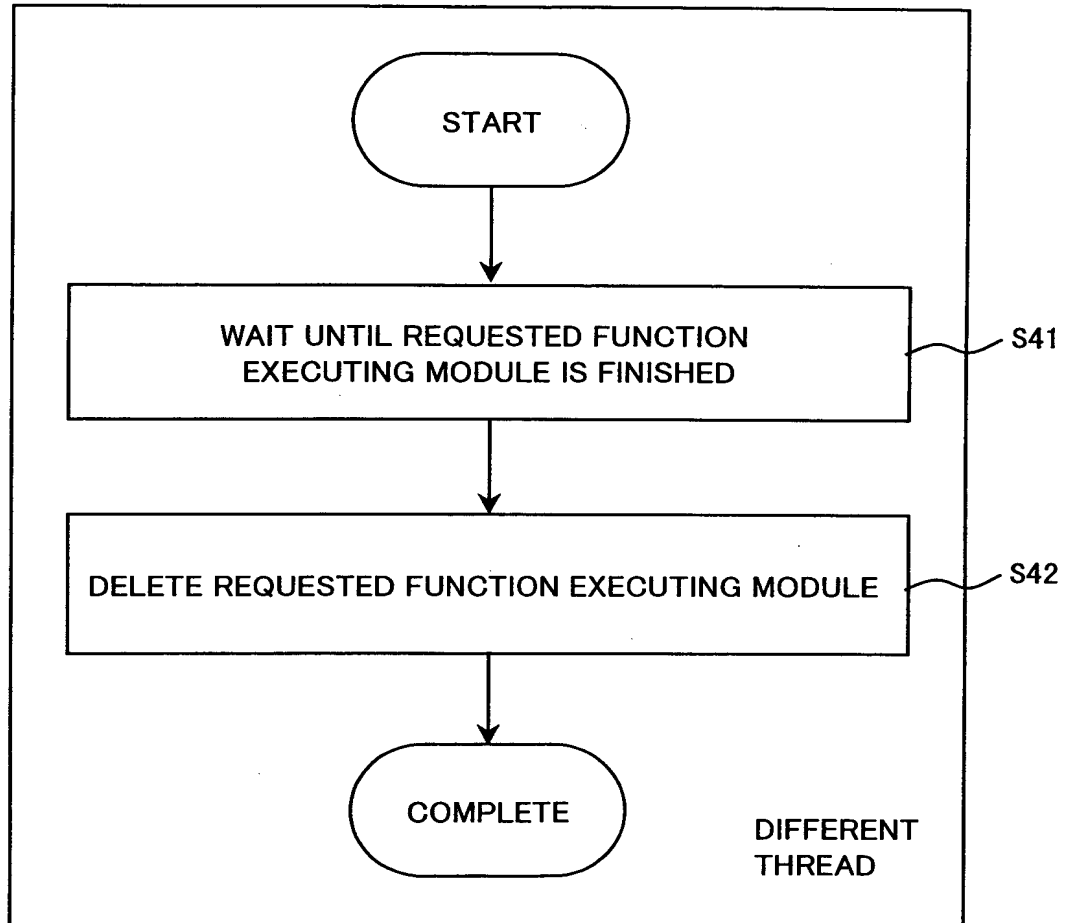 START
WAIT UNTIL REQUESTED FUNCTION
EXECUTING MODULE IS FINISHED
S41
DELETE REQUESTED FUNCTION EXECUTING MODULE
S42
COMPLETE
DIFFERENT
THREAD